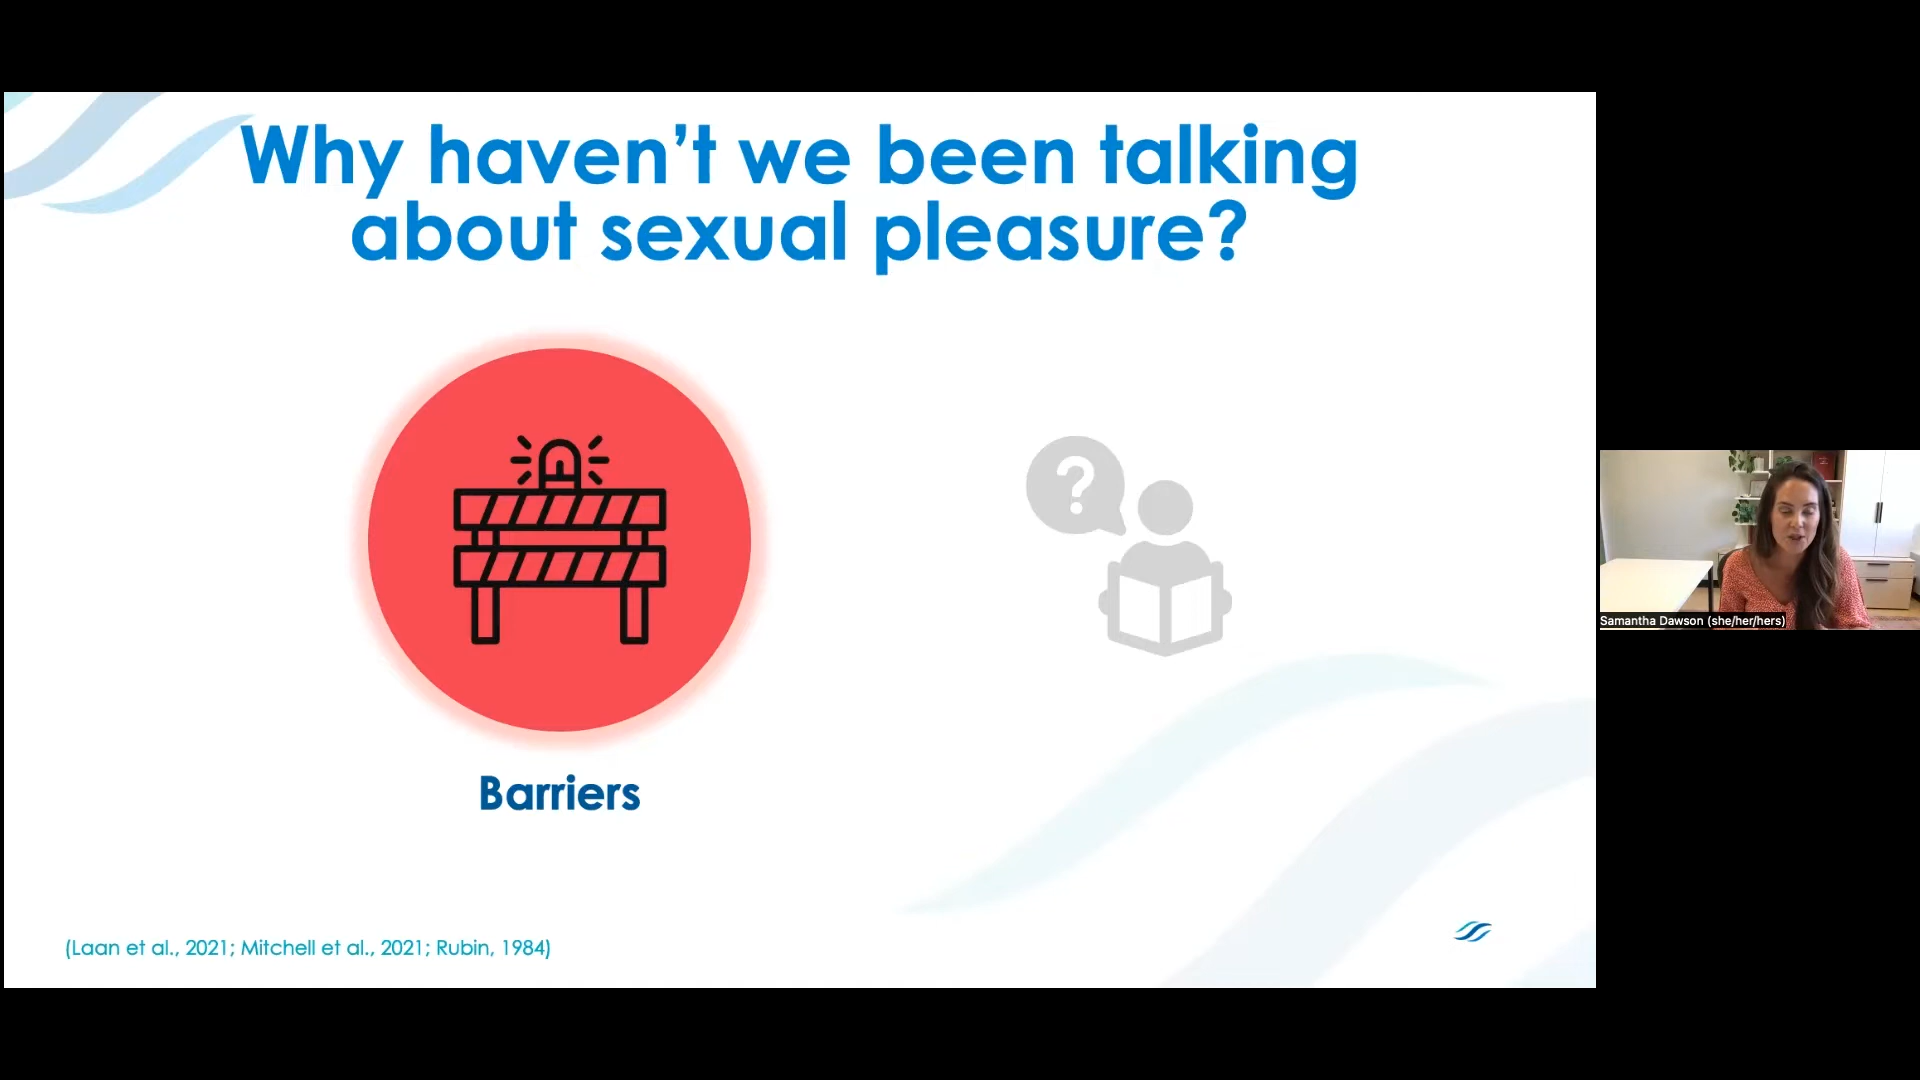 Why haven’t we been talking
about sexual pleasure?
?
Barriers
(Laan et al., 2021; Mitchell et al., 2021; Rubin, 1984)
Samantha Dawson (she/her/hers)